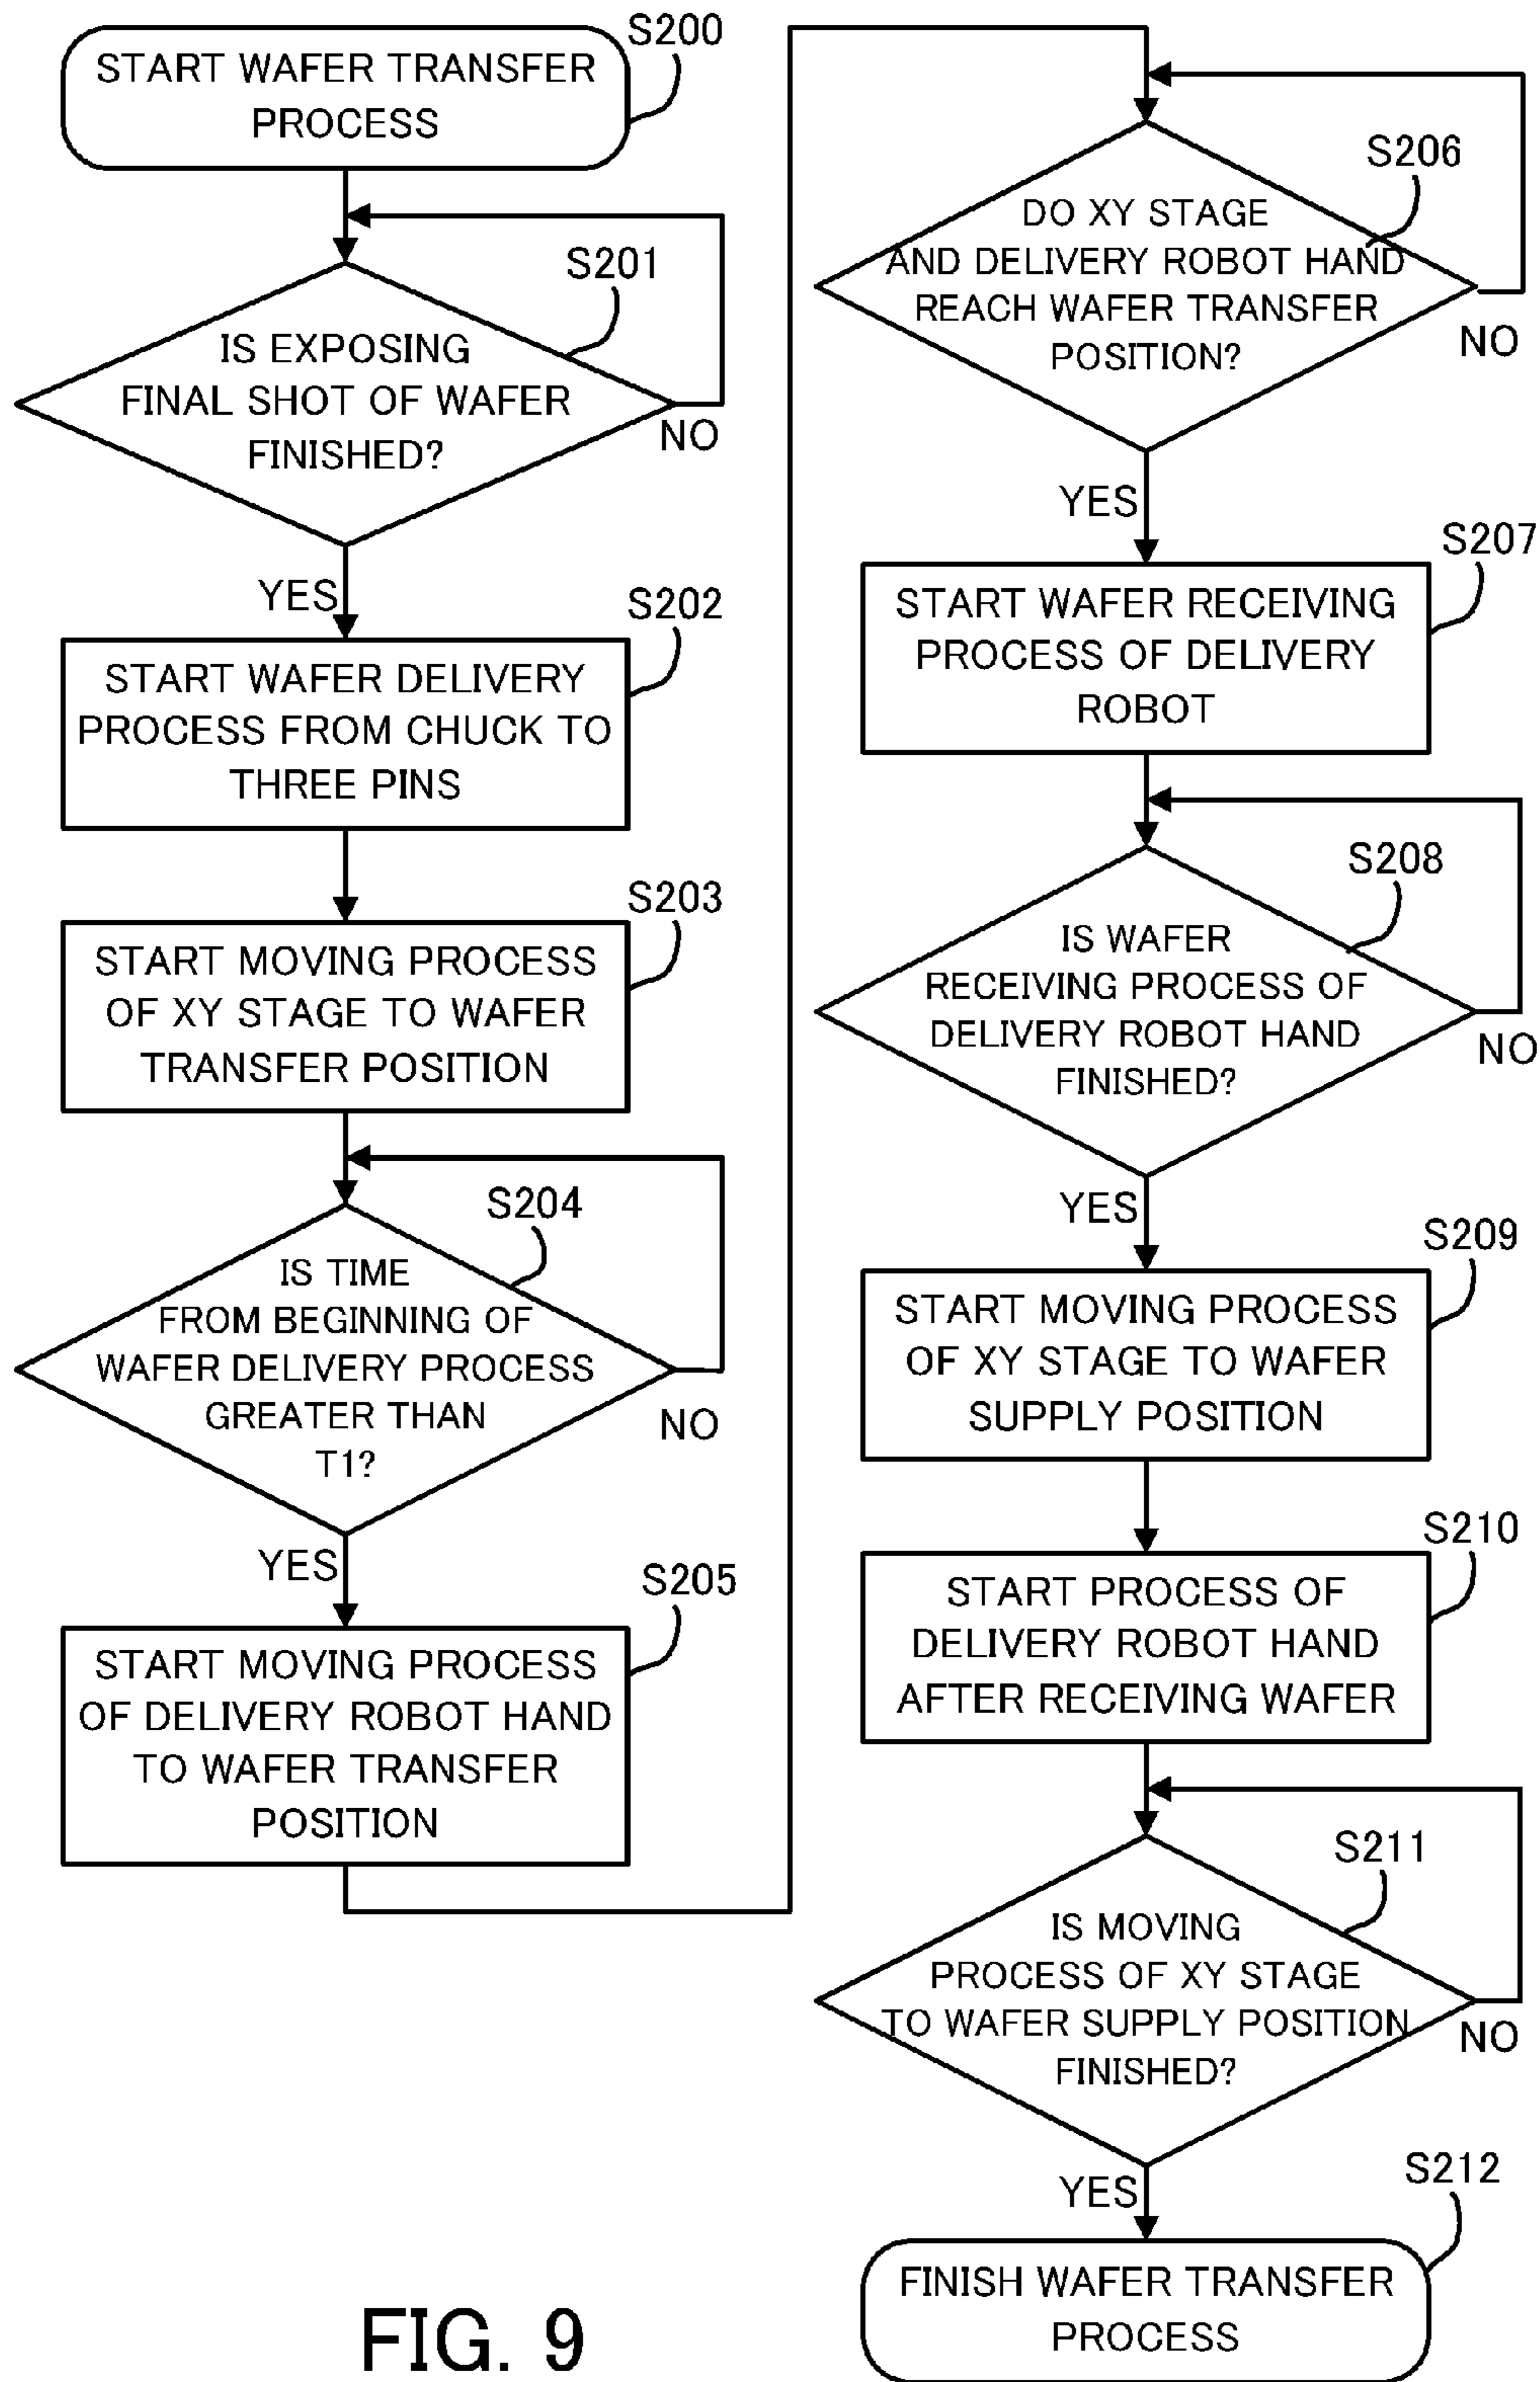 S200
START WAFER TRANSFER
PROCESS
S201
IS EXPOSING
FINAL SHOT OF WAFER
FINISHED?
NO
YES
S202
START WAFER DELIVERY
PROCESS FROM CHUCK TO
THREE PINS
S203
START MOVING PROCESS
OF XY STAGE TO WAFER
TRANSFER POSITION
S204
IS TIME
FROM BEGINNING OF
WAFER DELIVERY PROCESS
GREATER THAN
T1?
NO
YES
S205
START MOVING PROCESS
OF DELIVERY ROBOT HAND
TO WAFER TRANSFER
POSITION
S206
DO XY STAGE
AND DELIVERY ROBOT HAND
REACH WAFER TRANSFER
POSITION?
NO
YES
S207
START WAFER RECEIVING
PROCESS OF DELIVERY
ROBOT
S208
IS WAFER
RECEIVING PROCESS OF
DELIVERY ROBOT HAND
FINISHED?
NO
YES
S209
START MOVING PROCESS
OF XY STAGE TO WAFER
SUPPLY POSITION
S210
START PROCESS OF
DELIVERY ROBOT HAND
AFTER RECEIVING WAFER
S211
IS MOVING
PROCESS OF XY STAGE
TO WAFER SUPPLY POSITION
FINISHED?
NO
YES
S212
FINISH WAFER TRANSFER
PROCESS
FIG. 9